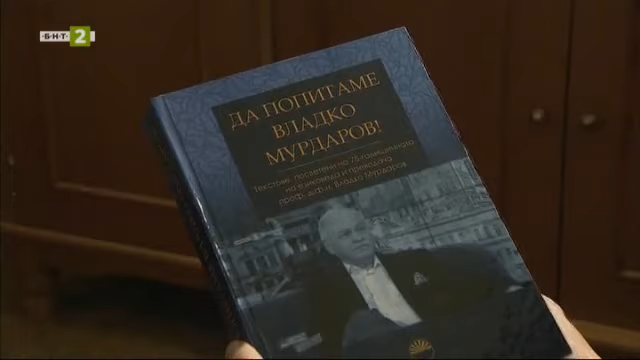 БНТ 2
ДА ПОПИТАМЕ
ВЛАДКО
МУРДАРОВ!
Текстове, посветени на 75-годишнината
на езиковеда и преводача
проф. д.ф.н. Владко Мурдаров